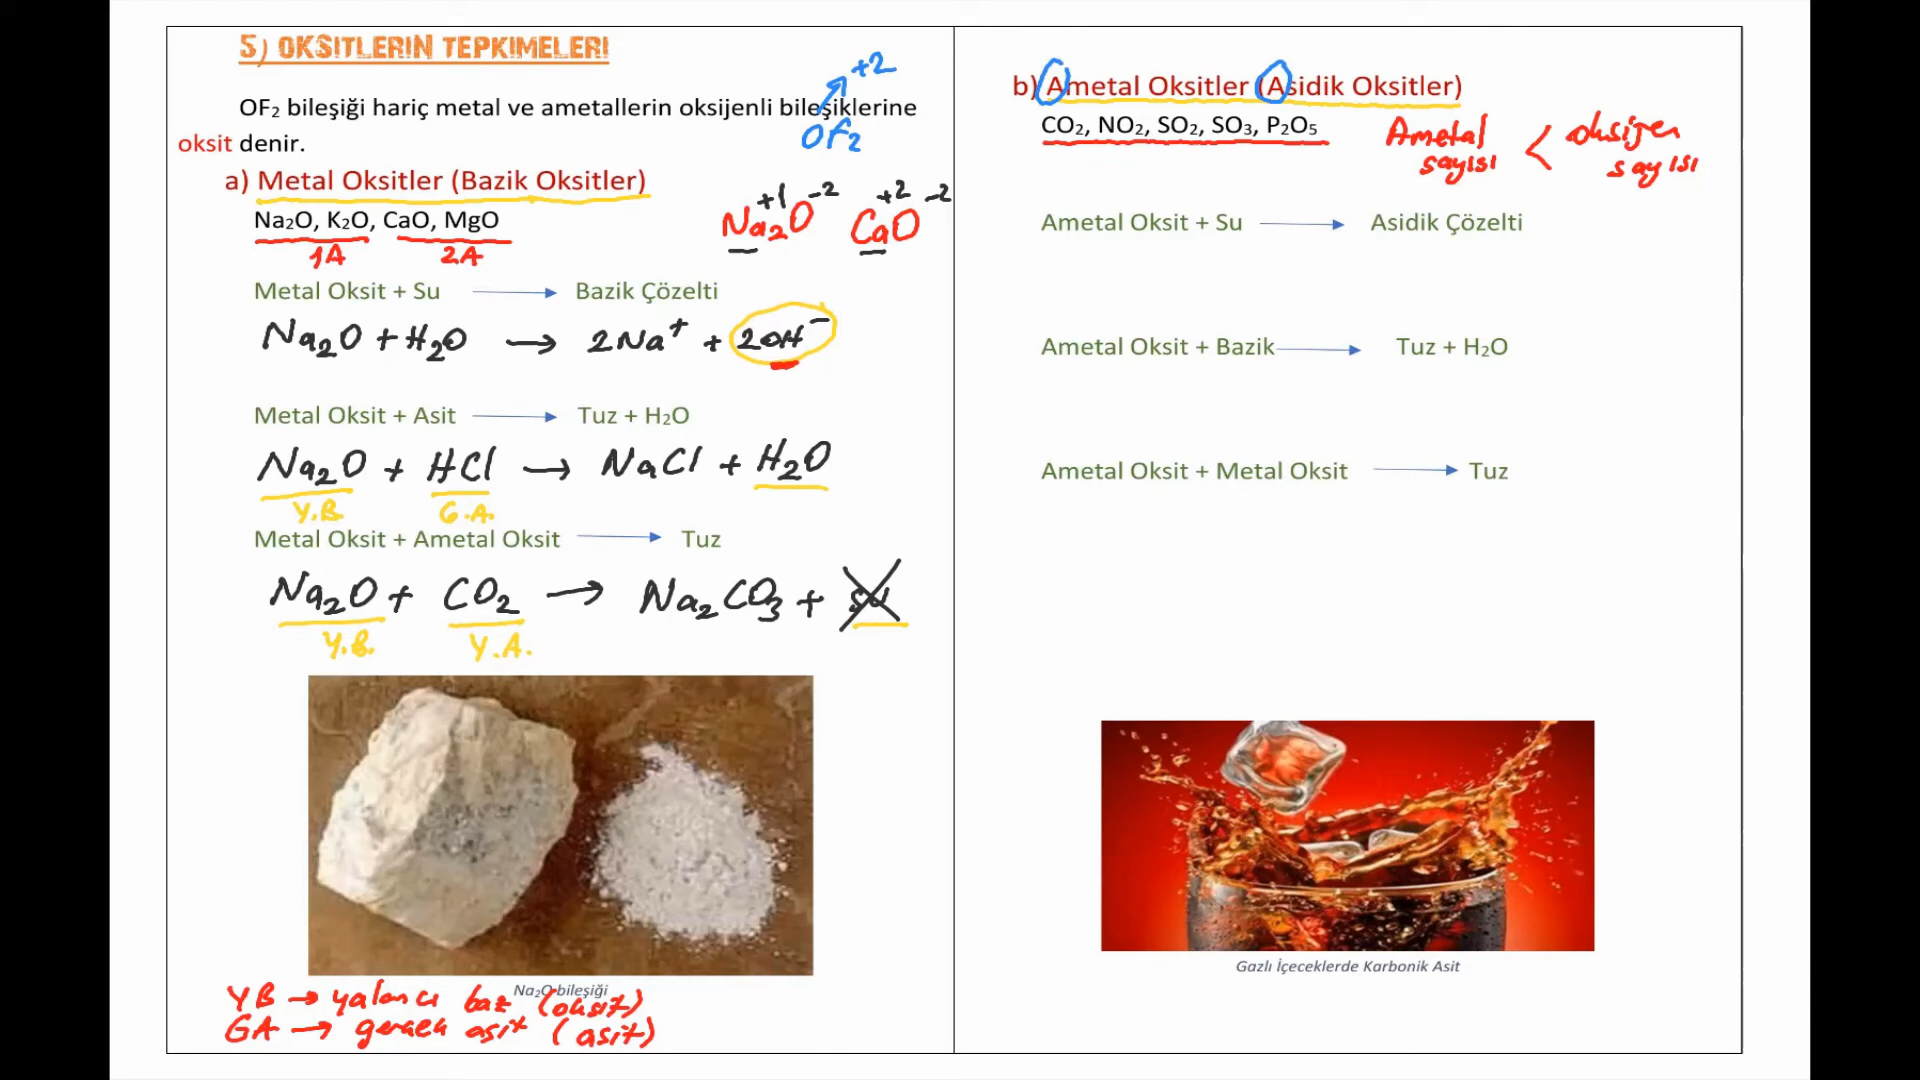 5) OKSİTLERİN TEPKİMELERİ
+2
OF₂ bileşiği hariç metal ve ametallerin oksijenli bileşiklerine
oksit denir.
OF₂
a) Metal Oksitler (Bazik Oksitler)
Na₂O, K₂O, CaO, MgO
1A 2A
+1 -2 +2 -2
Na₂O CaO
Metal Oksit + Su → Bazik Çözelti
Na₂O + H₂O → 2Na⁺ + 2OH⁻
Metal Oksit + Asit → Tuz + H₂O
Na₂O + HCl → NaCl + H₂O
Y.B. G.A.
Metal Oksit + Ametal Oksit → Tuz
Na₂O + CO₂ → Na₂CO₃ + su
Y.B. Y.A.
Na₂O bileşiği
YB → yalancı baz (oksit)
GA → gerçek asit (asit)
b) Ametal Oksitler (Asidik Oksitler)
CO₂, NO₂, SO₂, SO₃, P₂O₅
Ametal sayısı < oksijen sayısı
Ametal Oksit + Su → Asidik Çözelti
Ametal Oksit + Bazik → Tuz + H₂O
Ametal Oksit + Metal Oksit → Tuz
Gazlı İçeceklerde Karbonik Asit